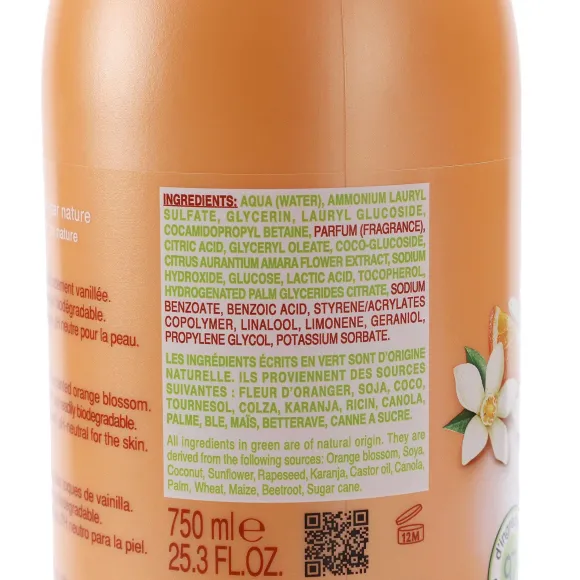 ar nature
nature
ment vanillée.
biodégradable.
neutre pour la peau.
orange blossom.
biodegradable.
neutral for the skin.
de vainilla.
degradable.
neutro para la piel.
INGREDIENTS: AQUA (WATER), AMMONIUM LAURYL
SULFATE, GLYCERIN, LAURYL GLUCOSIDE,
COCAMIDOPROPYL BETAINE, PARFUM (FRAGRANCE),
CITRIC ACID, GLYCERYL OLEATE, COCO-GLUCOSIDE,
CITRUS AURANTIUM AMARA FLOWER EXTRACT, SODIUM
HYDROXIDE, GLUCOSE, LACTIC ACID, TOCOPHEROL,
HYDROGENATED PALM GLYCERIDES CITRATE, SODIUM
BENZOATE, BENZOIC ACID, STYRENE/ACRYLATES
COPOLYMER, LINALOOL, LIMONENE, GERANIOL,
PROPYLENE GLYCOL, POTASSIUM SORBATE.
LES INGRÉDIENTS ÉCRITS EN VERT SONT D'ORIGINE
NATURELLE. ILS PROVIENNENT DES SOURCES
SUIVANTES : FLEUR D'ORANGER, SOJA, COCO,
TOURNESOL, COLZA, KARANJA, RICIN, CANOLA,
PALME, BLE, MAÏS, BETTERAVE, CANNE A SUCRE.
All ingredients in green are of natural origin. They are
derived from the following sources: Orange blossom, Soya,
Coconut, Sunflower, Rapeseed, Karanja, Castor oil, Canola,
Palm, Wheat, Maize, Beetroot, Sugar cane.
750 ml e
25.3 FL.OZ.
12M